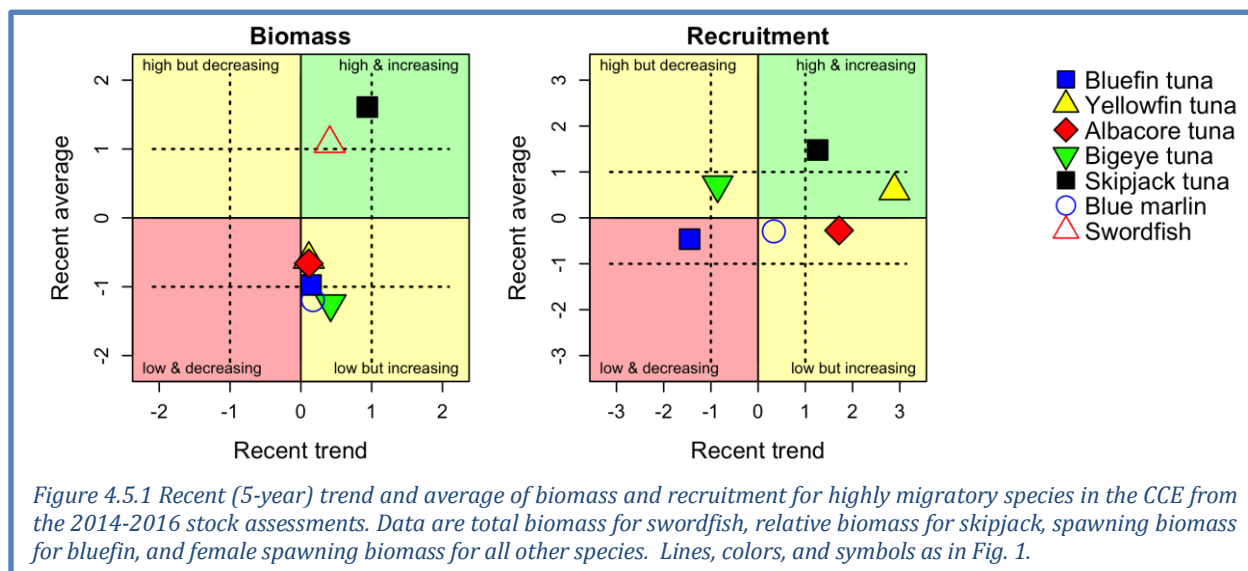 Biomass
high but decreasing
high & increasing
low & decreasing
low but increasing
2
1
0
-1
-2
-2
-1
0
1
2
Recent average
Recent trend
Recruitment
high but decreasing
high & increasing
low & decreasing
low but increasing
3
2
1
0
-1
-2
-3
-3
-2
-1
0
1
2
3
Recent average
Recent trend
Bluefin tuna
Yellowfin tuna
Albacore tuna
Bigeye tuna
Skipjack tuna
Blue marlin
Swordfish
Figure 4.5.1 Recent (5-year) trend and average of biomass and recruitment for highly migratory species in the CCE from
the 2014-2016 stock assessments. Data are total biomass for swordfish, relative biomass for skipjack, spawning biomass
for bluefin, and female spawning biomass for all other species. Lines, colors, and symbols as in Fig. 1.